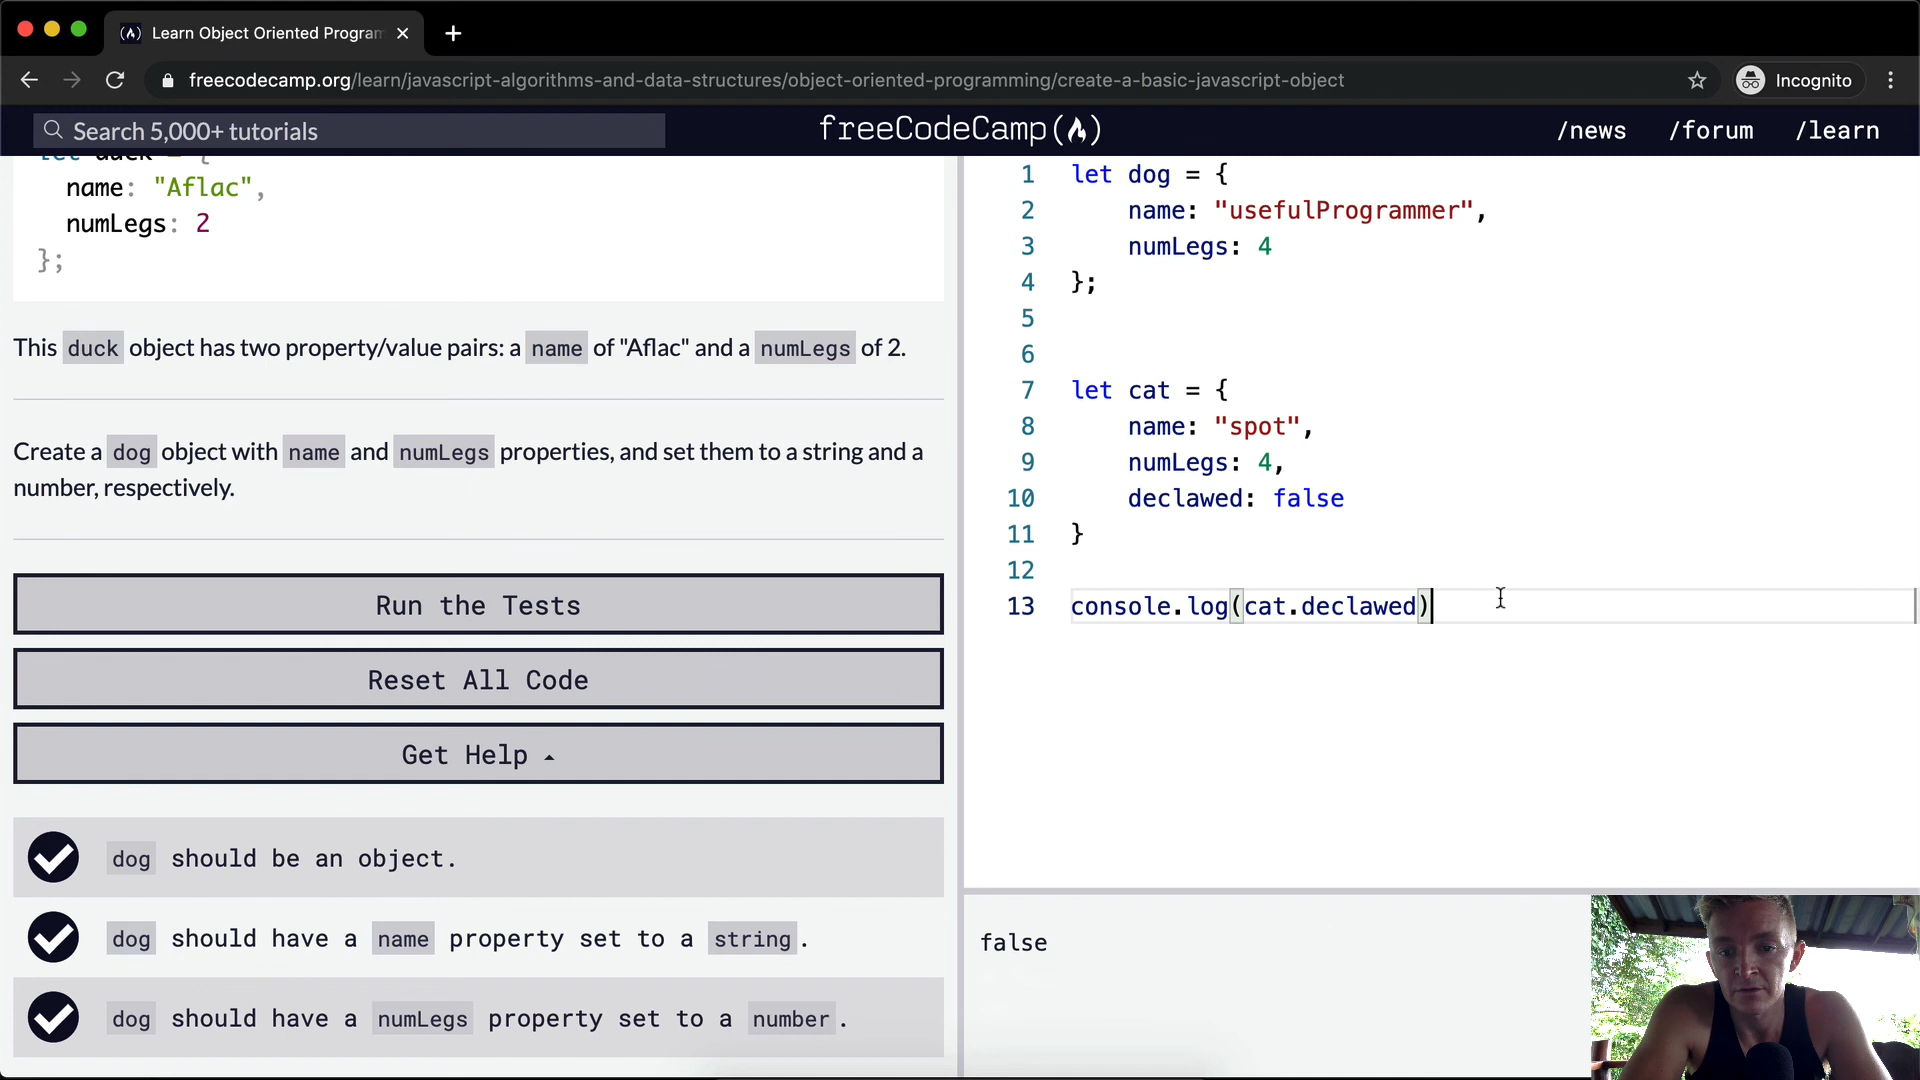 Learn Object Oriented Program
freecodecamp.org/learn/javascript-algorithms-and-data-structures/object-oriented-programming/create-a-basic-javascript-object
Incognito
Search 5,000+ tutorials
freeCodeCamp
/news
/forum
/learn
let duck = {
name: "Aflac",
numLegs: 2
};
This duck object has two property/value pairs: a name of "Aflac" and a numLegs of 2.
Create a dog object with name and numLegs properties, and set them to a string and a
number, respectively.
Run the Tests
Reset All Code
Get Help
dog should be an object.
dog should have a name property set to a string.
dog should have a numLegs property set to a number.
1 let dog = {
2 name: "usefulProgrammer",
3 numLegs: 4
4 };
5
6
7 let cat = {
8 name: "spot",
9 numLegs: 4,
10 declawed: false
11 }
12
13 console.log(cat.declawed)
false